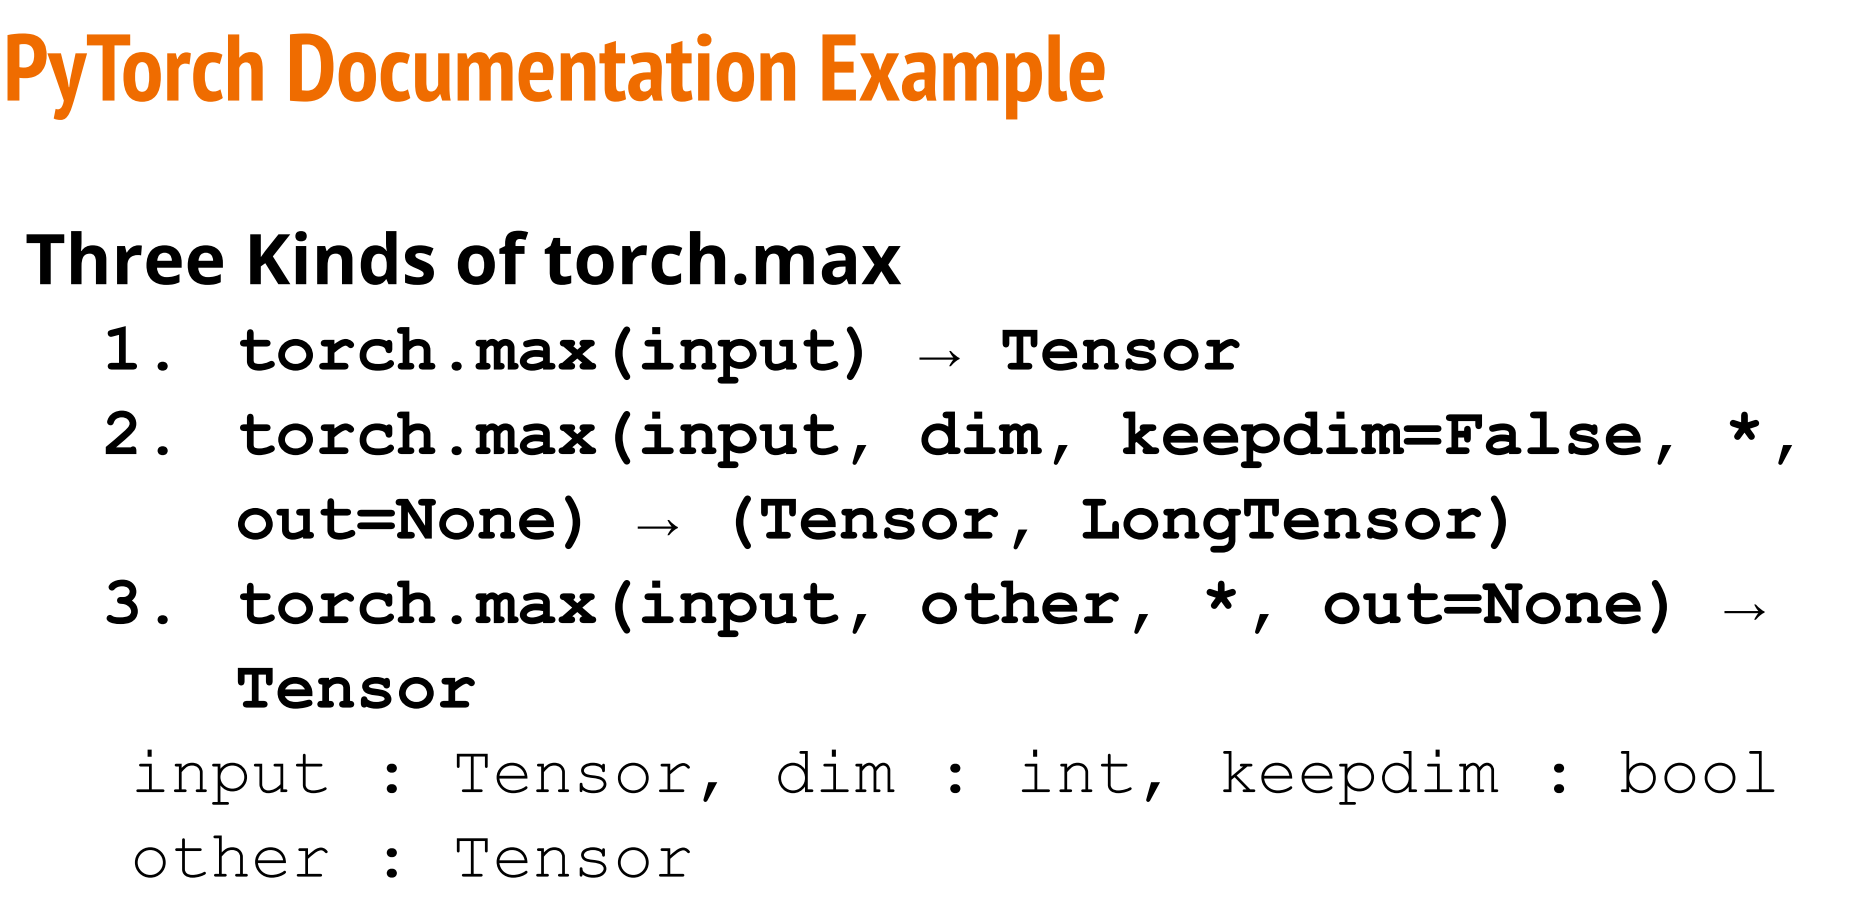 PyTorch Documentation Example
Three Kinds of torch.max
1. torch.max(input) → Tensor
2. torch.max(input, dim, keepdim=False, *,
out=None) → (Tensor, LongTensor)
3. torch.max(input, other, *, out=None) →
Tensor
input : Tensor, dim : int, keepdim : bool
other : Tensor